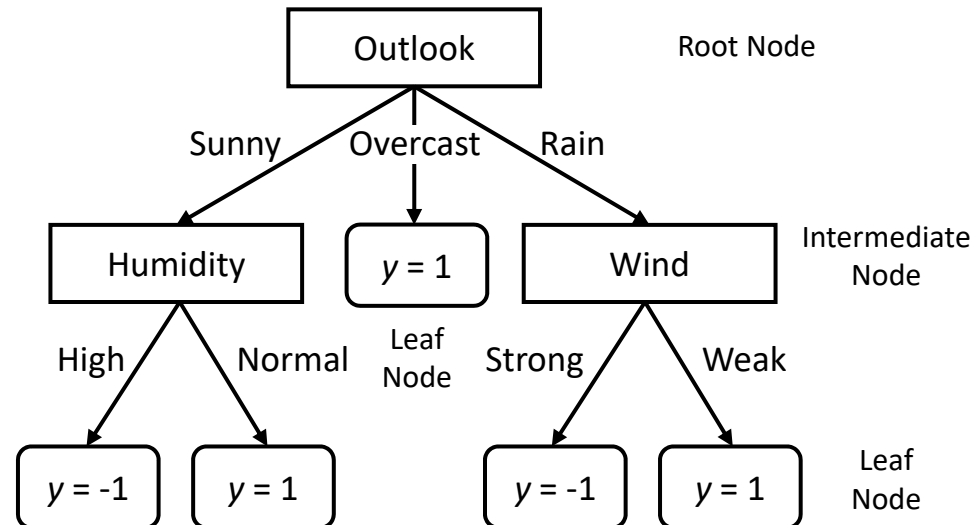 Outlook
Root Node
Sunny
Overcast
Rain
Humidity
y = 1
Wind
Intermediate
Node
High
Normal
Leaf
Node
Strong
Weak
y = -1
y = 1
y = -1
y = 1
Leaf
Node